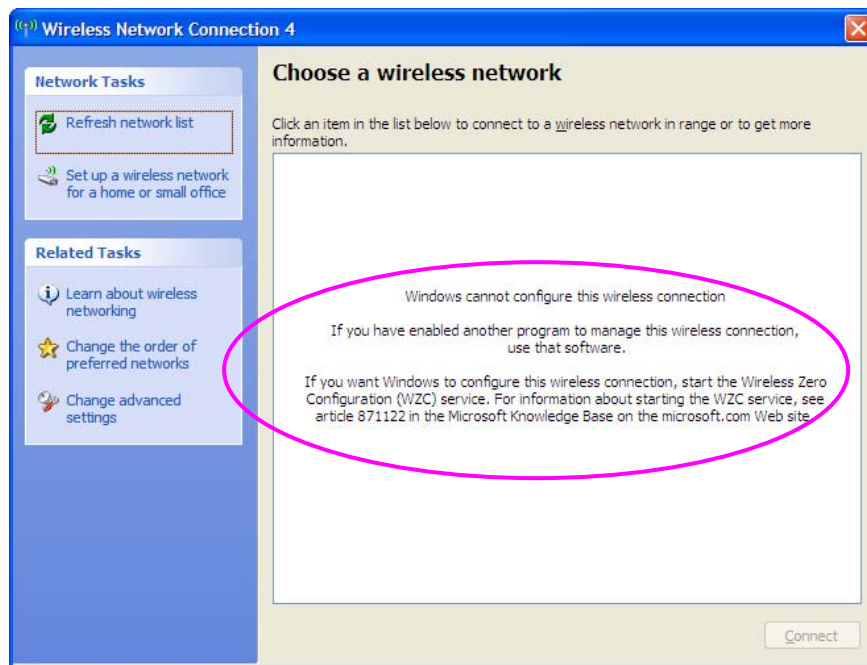 Wireless Network Connection 4
Network Tasks
Refresh network list
Set up a wireless network
for a home or small office
Related Tasks
Learn about wireless
networking
Change the order of
preferred networks
Change advanced
settings
Choose a wireless network
Click an item in the list below to connect to a wireless network in range or to get more
information.
Windows cannot configure this wireless connection
If you have enabled another program to manage this wireless connection,
use that software.
If you want Windows to configure this wireless connection, start the Wireless Zero
Configuration (WZC) service. For information about starting the WZC service, see
article 871122 in the Microsoft Knowledge Base on the microsoft.com Web site
Connect